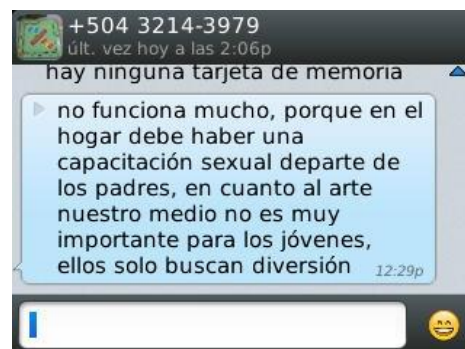 +504 3214-3979
últ. vez hoy a las 2:06p
hay ninguna tarjeta de memoria
no funciona mucho, porque en el
hogar debe haber una
capacitación sexual departe de
los padres, en cuanto al arte
nuestro medio no es muy
importante para los jóvenes,
ellos solo buscan diversión
12:29p